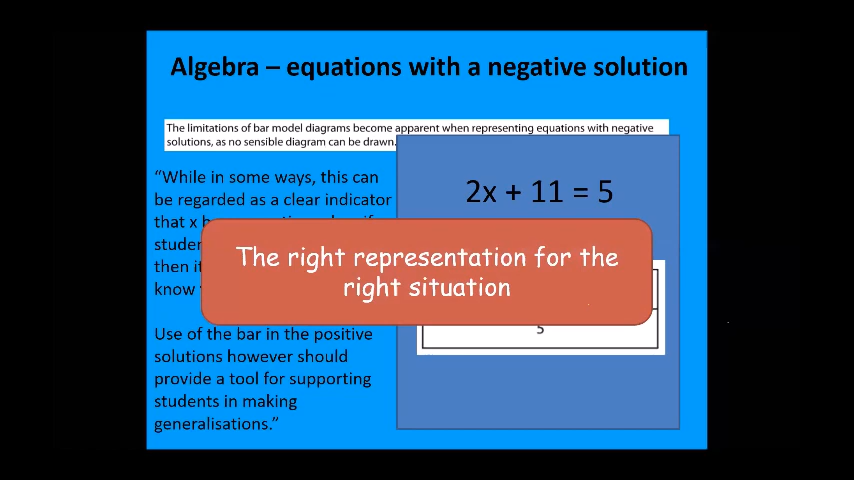 Algebra – equations with a negative solution
The limitations of bar model diagrams become apparent when representing equations with negative
solutions, as no sensible diagram can be drawn.
“While in some ways, this can
be regarded as a clear indicator
that x
studen
then it
know
Use of the bar in the positive
solutions however should
provide a tool for supporting
students in making
generalisations.”
2x + 11 = 5
The right representation for the
right situation
5